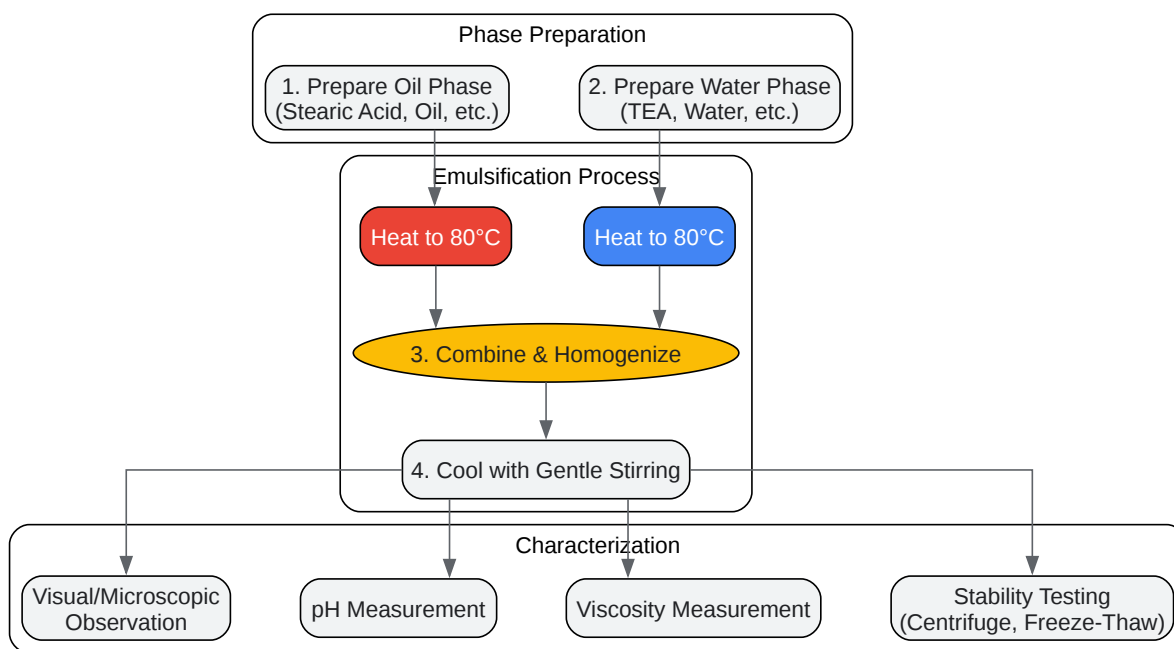 Phase Preparation
1. Prepare Oil Phase
(Stearic Acid, Oil, etc.)
2. Prepare Water Phase
(TEA, Water, etc.)
Emulsification Process
Heat to 80°C
Heat to 80°C
3. Combine & Homogenize
4. Cool with Gentle Stirring
Characterization
Visual/Microscopic
Observation
pH Measurement
Viscosity Measurement
Stability Testing
(Centrifuge, Freeze-Thaw)